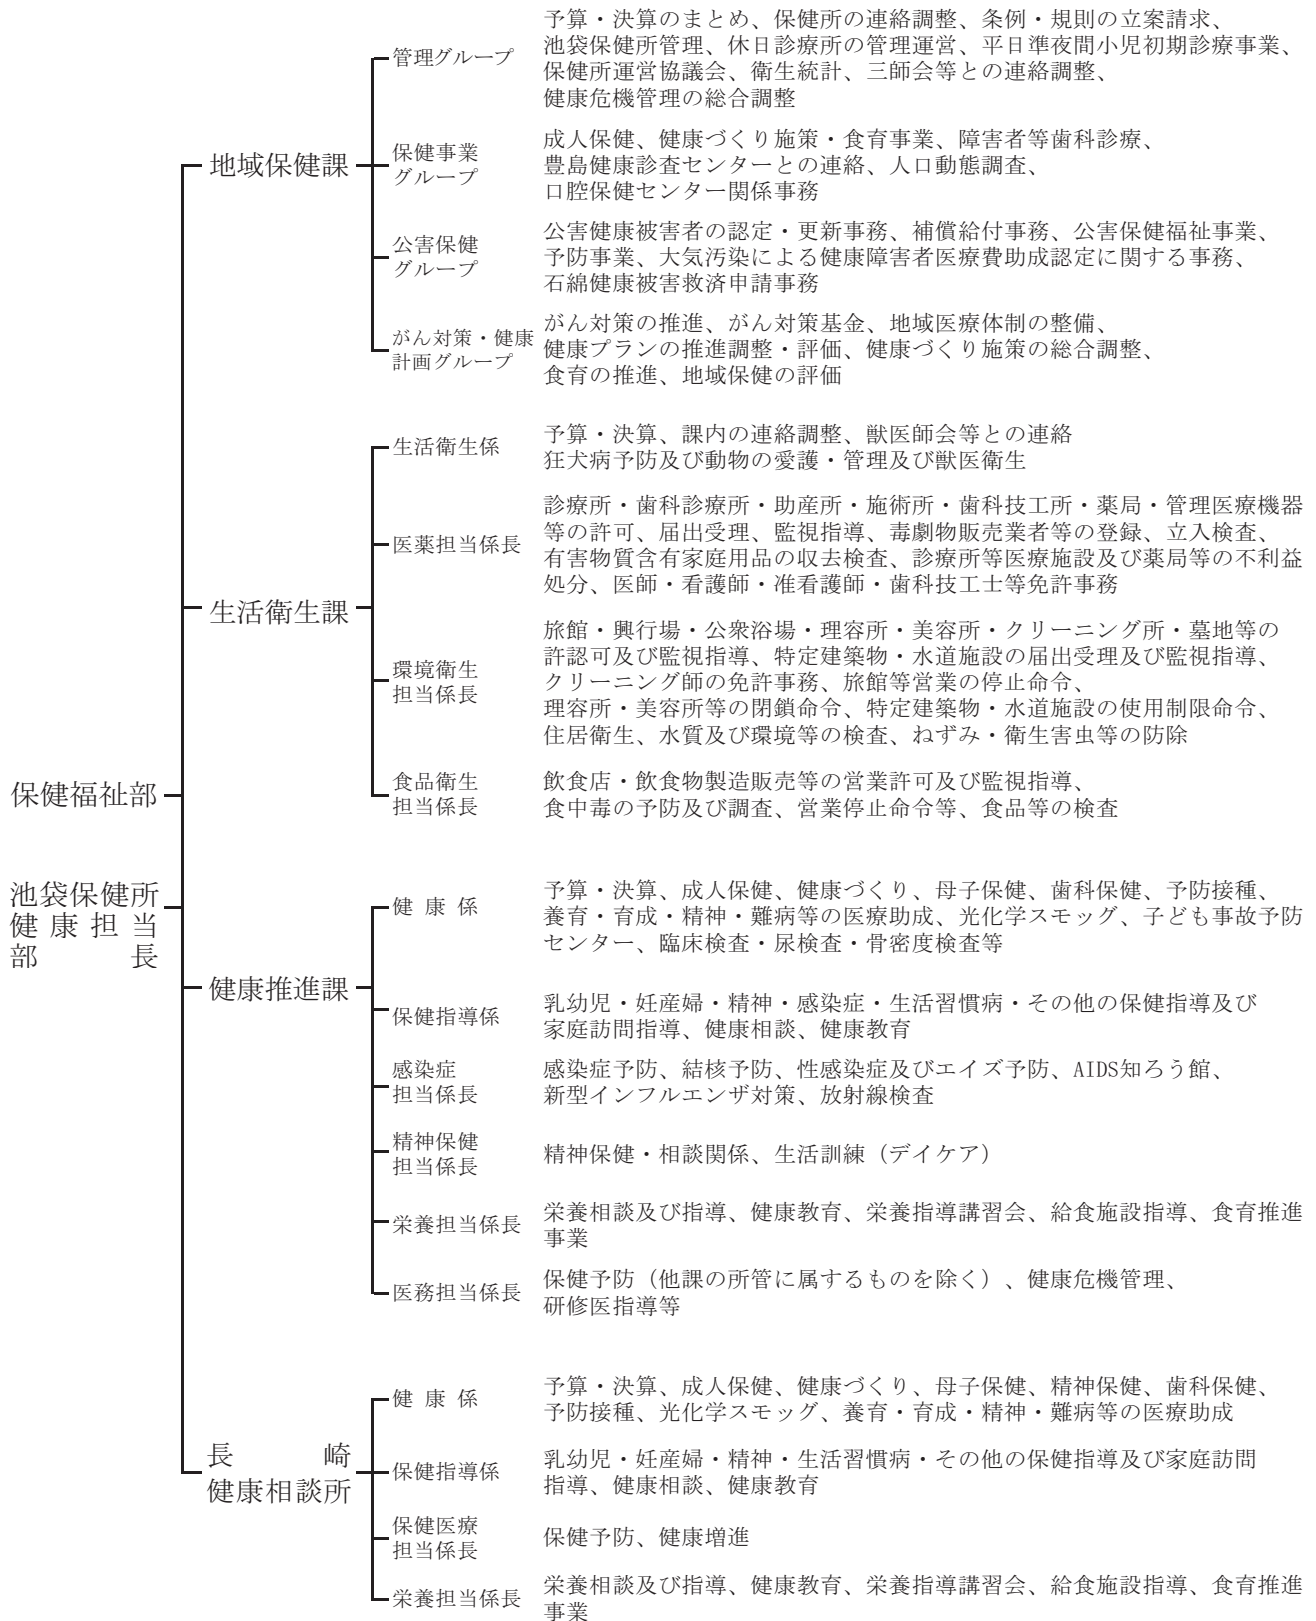 保健福祉部
池袋保健所
健康担当
部長
地域保健課
管理グループ
予算・決算のまとめ、保健所の連絡調整、条例・規則の立案請求、
池袋保健所管理、休日診療所の管理運営、平日準夜間小児初期診療事業、
保健所運営協議会、衛生統計、三師会等との連絡調整、
健康危機管理の総合調整
保健事業
グループ
成人保健、健康づくり施策・食育事業、障害者等歯科診療、
豊島健康診査センターとの連絡、人口動態調査、
口腔保健センター関係事務
公害保健
グループ
公害健康被害者の認定・更新事務、補償給付事務、公害保健福祉事業、
予防事業、大気汚染による健康障害者医療費助成認定に関する事務、
石綿健康被害救済申請事務
がん対策・健康
計画グループ
がん対策の推進、がん対策基金、地域医療体制の整備、
健康プランの推進調整・評価、健康づくり施策の総合調整、
食育の推進、地域保健の評価
生活衛生課
生活衛生係
予算・決算、課内の連絡調整、獣医師会等との連絡
狂犬病予防及び動物の愛護・管理及び獣医衛生
医薬担当係長
診療所・歯科診療所・助産所・施術所・歯科技工所・薬局・管理医療機器
等の許可、届出受理、監視指導、毒劇物販売業者等の登録、立入検査、
有害物質含有家庭用品の収去検査、診療所等医療施設及び薬局等の不利益
処分、医師・看護師・准看護師・歯科技工士等免許事務
環境衛生
担当係長
旅館・興行場・公衆浴場・理容所・美容所・クリーニング所・墓地等の
許認可及び監視指導、特定建築物・水道施設の届出受理及び監視指導、
クリーニング師の免許事務、旅館等営業の停止命令、
理容所・美容所等の閉鎖命令、特定建築物・水道施設の使用制限命令、
住居衛生、水質及び環境等の検査、ねずみ・衛生害虫等の防除
食品衛生
担当係長
飲食店・飲食物製造販売等の営業許可及び監視指導、
食中毒の予防及び調査、営業停止命令等、食品等の検査
健康推進課
健康係
予算・決算、成人保健、健康づくり、母子保健、歯科保健、予防接種、
養育・育成・精神・難病等の医療助成、光化学スモッグ、子ども事故予防
センター、臨床検査・尿検査・骨密度検査等
保健指導係
乳幼児・妊産婦・精神・感染症・生活習慣病・その他の保健指導及び
家庭訪問指導、健康相談、健康教育
感染症
担当係長
感染症予防、結核予防、性感染症及びエイズ予防、AIDS知ろう館、
新型インフルエンザ対策、放射線検査
精神保健
担当係長
精神保健・相談関係、生活訓練（デイケア）
栄養担当係長
栄養相談及び指導、健康教育、栄養指導講習会、給食施設指導、食育推進
事業
医務担当係長
保健予防（他課の所管に属するものを除く）、健康危機管理、
研修医指導等
長崎
健康相談所
健康係
予算・決算、成人保健、健康づくり、母子保健、精神保健、歯科保健、
予防接種、光化学スモッグ、養育・育成・精神・難病等の医療助成
保健指導係
乳幼児・妊産婦・精神・生活習慣病・その他の保健指導及び家庭訪問
指導、健康相談、健康教育
保健医療
担当係長
保健予防、健康増進
栄養担当係長
栄養相談及び指導、健康教育、栄養指導講習会、給食施設指導、食育推進
事業